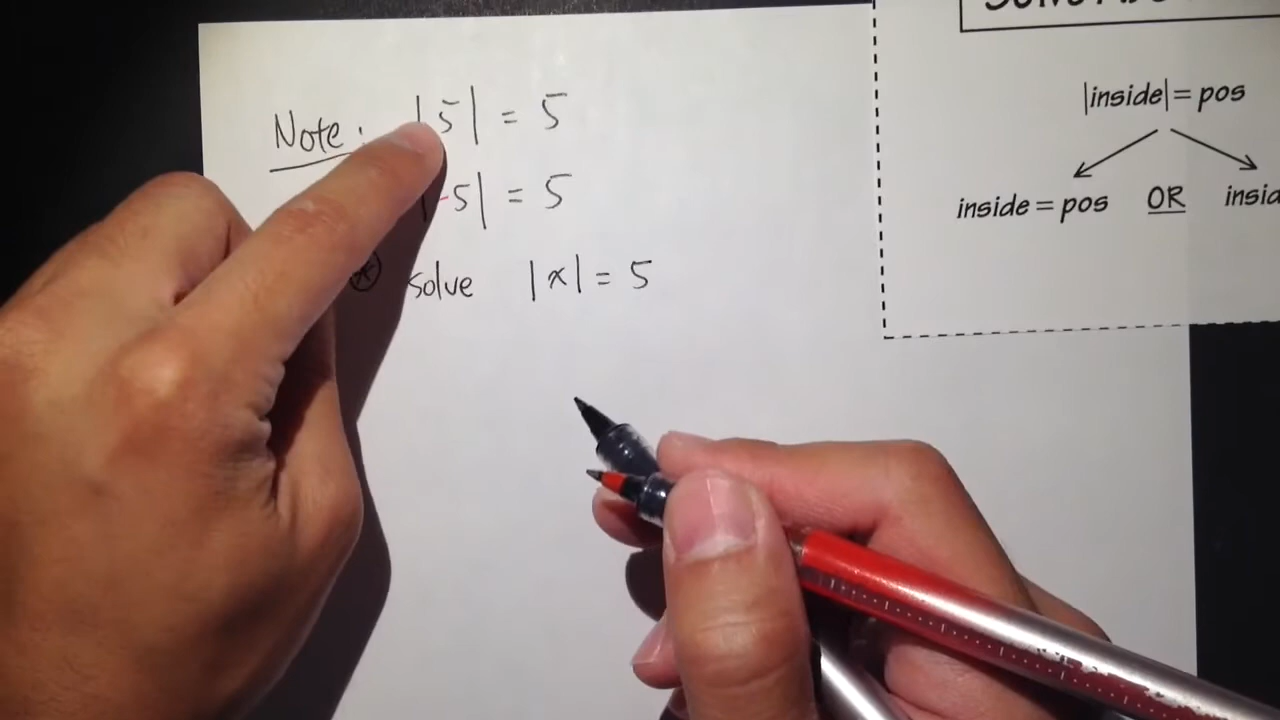 Note: |5| = 5
|-5| = 5
solve |x| = 5
|inside| = pos
inside = pos OR